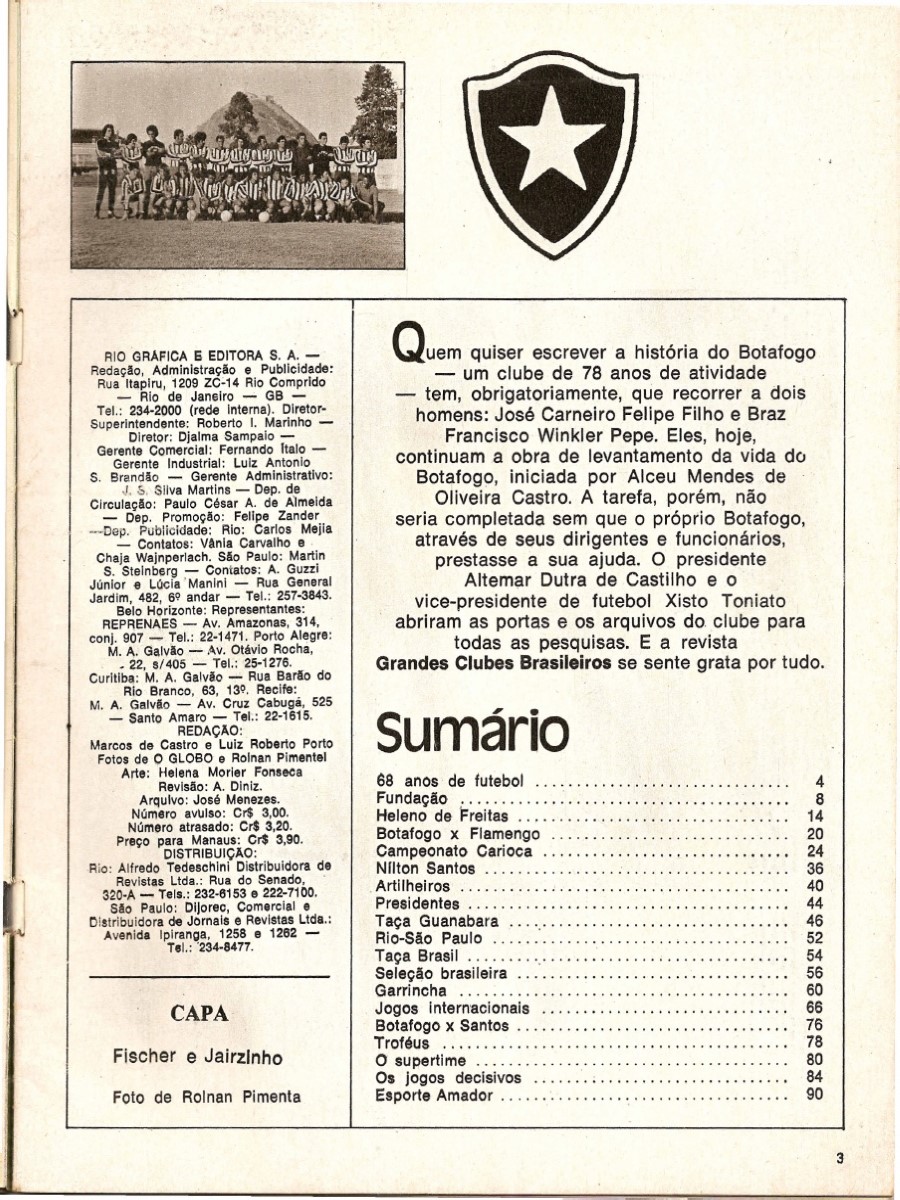 RIO GRÁFICA E EDITORA S. A. —
Redação, Administração e Publicidade:
Rua Itapiru, 1209 ZC-14 Rio Comprido
— Rio de Janeiro — GB —
Tel.: 234-2000 (rede interna). Diretor-
Superintendente: Roberto I. Marinho —
Diretor: Djalma Sampaio —
Gerente Comercial: Fernando Ítalo —
Gerente Industrial: Luiz Antonio
S. Brandão — Gerente Administrativo:
J. S. Silva Martins — Dep. de
Circulação: Paulo César A. de Almeida
— Dep. Promoção: Felipe Zander
— Dep. Publicidade: Rio: Carlos Mejia
— Contatos: Vânia Carvalho e
Chaja Wajnperlach. São Paulo: Martin
S. Steinberg — Contatos: A. Guzzi
Júnior e Lúcia Manini — Rua General
Jardim, 482, 6º andar — Tel.: 257-3843.
Belo Horizonte: Representantes:
REPRENAES — Av. Amazonas, 314,
conj. 907 — Tel.: 22-1471. Porto Alegre:
M. A. Galvão — Av. Otávio Rocha,
22, s/405 — Tel.: 25-1276.
Curitiba: M. A. Galvão — Rua Barão do
Rio Branco, 63, 13º. Recife:
M. A. Galvão — Av. Cruz Cabugá, 525
— Santo Amaro — Tel.: 22-1615.
REDAÇÃO:
Marcos de Castro e Luiz Roberto Porto
Fotos de O GLOBO e Rolnan Pimentel
Arte: Helena Morier Fonseca
Revisão: A. Diniz.
Arquivo: José Menezes.
Número avulso: Cr$ 3,00.
Número atrasado: Cr$ 3,20.
Preço para Manaus: Cr$ 3,90.
DISTRIBUIÇÃO:
Rio: Alfredo Tedeschini Distribuidora de
Revistas Ltda.: Rua do Senado,
320-A — Tels.: 232-6153 e 222-7100.
São Paulo: Dijorec, Comercial e
Distribuidora de Jornais e Revistas Ltda.:
Avenida Ipiranga, 1258 e 1262 —
Tel.: 234-8477.
CAPA
Fischer e Jairzinho
Foto de Rolnan Pimenta
Quem quiser escrever a história do Botafogo
— um clube de 78 anos de atividade
— tem, obrigatoriamente, que recorrer a dois
homens: José Carneiro Felipe Filho e Braz
Francisco Winkler Pepe. Eles, hoje,
continuam a obra de levantamento da vida do
Botafogo, iniciada por Alceu Mendes de
Oliveira Castro. A tarefa, porém, não
seria completada sem que o próprio Botafogo,
através de seus dirigentes e funcionários,
prestasse a sua ajuda. O presidente
Altemar Dutra de Castilho e o
vice-presidente de futebol Xisto Toniato
abriram as portas e os arquivos do clube para
todas as pesquisas. E a revista
Grandes Clubes Brasileiros se sente grata por tudo.
Sumário
68 anos de futebol .............................. 4
Fundação .............................. 8
Heleno de Freitas .............................. 14
Botafogo x Flamengo .............................. 20
Campeonato Carioca .............................. 24
Nílton Santos .............................. 36
Artilheiros .............................. 40
Presidentes .............................. 44
Taça Guanabara .............................. 46
Rio-São Paulo .............................. 52
Taça Brasil .............................. 54
Seleção brasileira .............................. 56
Garrincha .............................. 60
Jogos internacionais .............................. 66
Botafogo x Santos .............................. 76
Troféus .............................. 78
O supertime .............................. 80
Os jogos decisivos .............................. 84
Esporte Amador .............................. 90
3